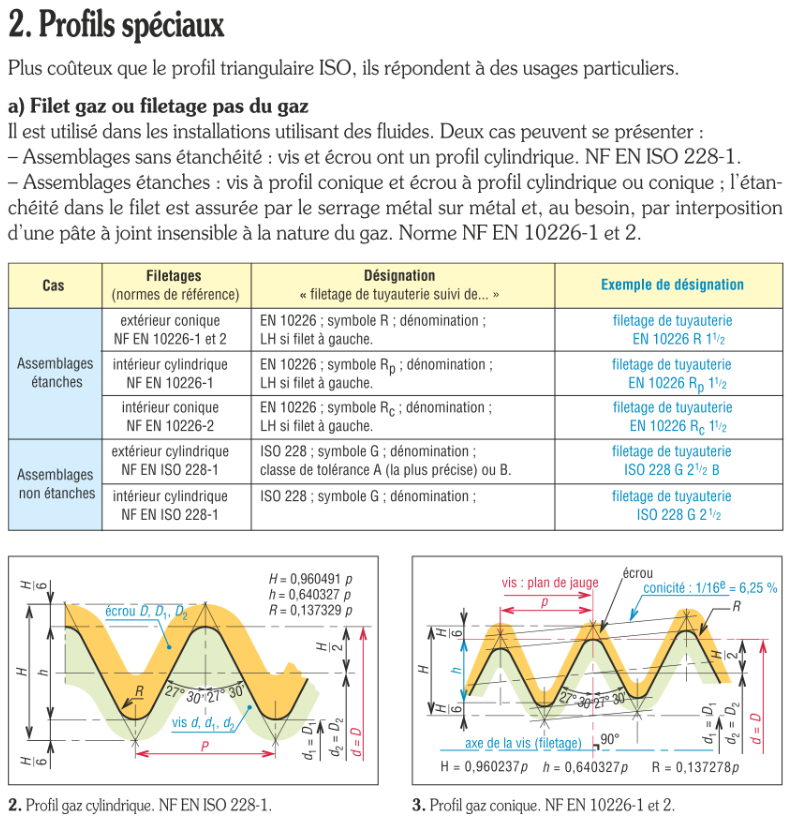 2. Profils spéciaux
Plus coûteux que le profil triangulaire ISO, ils répondent à des usages particuliers.
a) Filet gaz ou filetage pas du gaz
Il est utilisé dans les installations utilisant des fluides. Deux cas peuvent se présenter :
– Assemblages sans étanchéité : vis et écrou ont un profil cylindrique. NF EN ISO 228-1.
– Assemblages étanches : vis à profil conique et écrou à profil cylindrique ou conique ; l'étan-
chéité dans le filet est assurée par le serrage métal sur métal et, au besoin, par interposition
d'une pâte à joint insensible à la nature du gaz. Norme NF EN 10226-1 et 2.
Cas
Filetages
(normes de référence)
Désignation
« filetage de tuyauterie suivi de... »
Exemple de désignation
Assemblages
étanches
extérieur conique
NF EN 10226-1 et 2
EN 10226 ; symbole R ; dénomination ;
LH si filet à gauche.
filetage de tuyauterie
EN 10226 R 1 1/2
intérieur cylindrique
NF EN 10226-1
EN 10226 ; symbole Rp ; dénomination ;
LH si filet à gauche.
filetage de tuyauterie
EN 10226 Rp 1 1/2
intérieur conique
NF EN 10226-2
EN 10226 ; symbole Rc ; dénomination ;
LH si filet à gauche.
filetage de tuyauterie
EN 10226 Rc 1 1/2
Assemblages
non étanches
extérieur cylindrique
NF EN ISO 228-1
ISO 228 ; symbole G ; dénomination ;
classe de tolérance A (la plus précise) ou B.
filetage de tuyauterie
ISO 228 G 2 1/2 B
intérieur cylindrique
NF EN ISO 228-1
ISO 228 ; symbole G ; dénomination ;
filetage de tuyauterie
ISO 228 G 2 1/2
H = 0,960491 p
h = 0,640327 p
R = 0,137329 p
écrou D, D1, D2
H/6
H
h
H/6
H/2
R
27° 30' 27° 30'
vis d, d1, d2
P
d1 = D1
d2 = D2
d = D
2. Profil gaz cylindrique. NF EN ISO 228-1.
écrou
vis : plan de jauge
conicité : 1/16e = 6,25 %
p
R
H/6
H
h
H/6
H/2
27° 30' 27° 30'
axe de la vis (filetage)
90°
d1 = D1
d2 = D2
d = D
H = 0,960237p h = 0,640327p R = 0,137278p
3. Profil gaz conique. NF EN 10226-1 et 2.